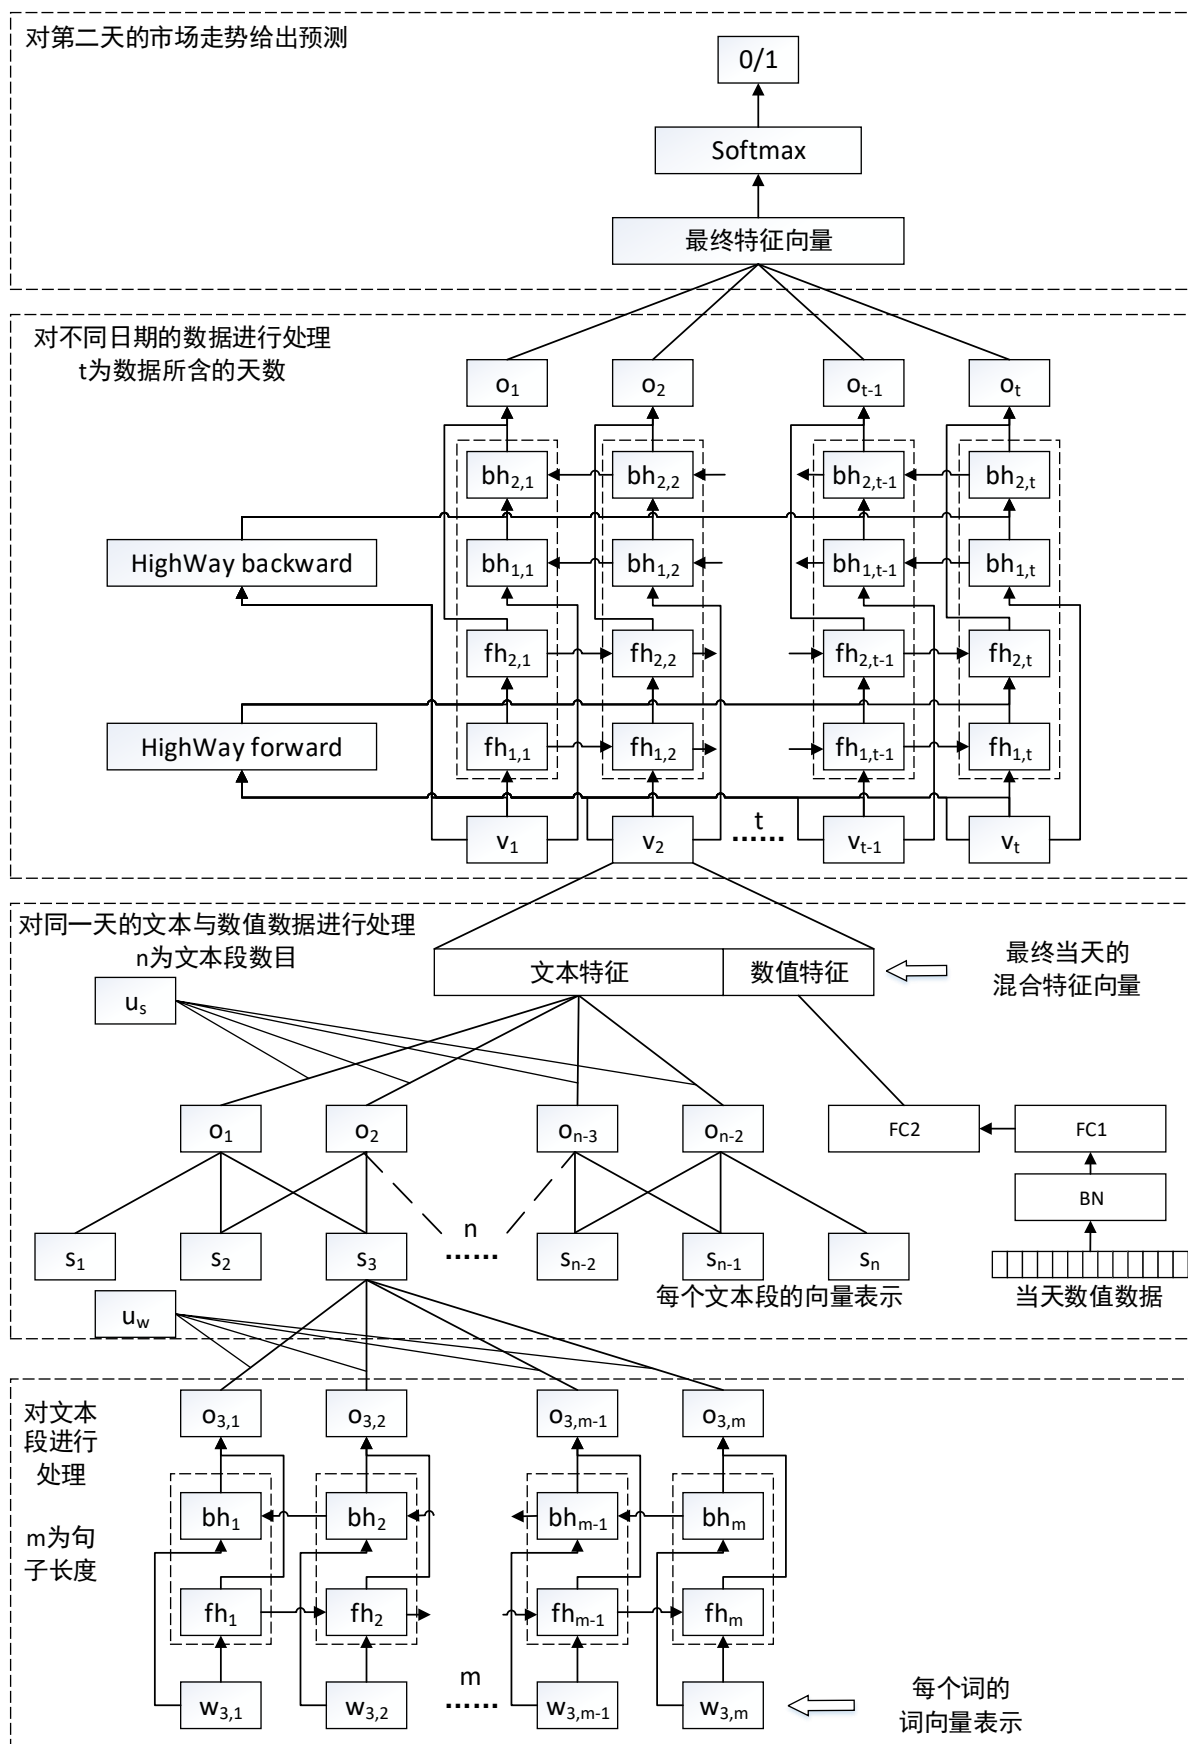 对第二天的市场走势给出预测
0/1
Softmax
最终特征向量
对不同日期的数据进行处理
t为数据所含的天数
o1 o2 ot-1 ot
bh2,1 bh2,2 bh2,t-1 bh2,t
HighWay backward
bh1,1 bh1,2 bh1,t-1 bh1,t
fh2,1 fh2,2 fh2,t-1 fh2,t
HighWay forward
fh1,1 fh1,2 fh1,t-1 fh1,t
v1 v2 t ...... vt-1 vt
对同一天的文本与数值数据进行处理
n为文本段数目
文本特征 数值特征
最终当天的
混合特征向量
us
o1 o2 on-3 on-2
FC2 FC1
BN
s1 s2 s3 n ...... sn-2 sn-1 sn
每个文本段的向量表示
当天数值数据
uw
对文本
段进行
处理
m为句
子长度
o3,1 o3,2 o3,m-1 o3,m
bh1 bh2 bhm-1 bhm
fh1 fh2 fhm-1 fhm
w3,1 w3,2 m ...... w3,m-1 w3,m
每个词的
词向量表示